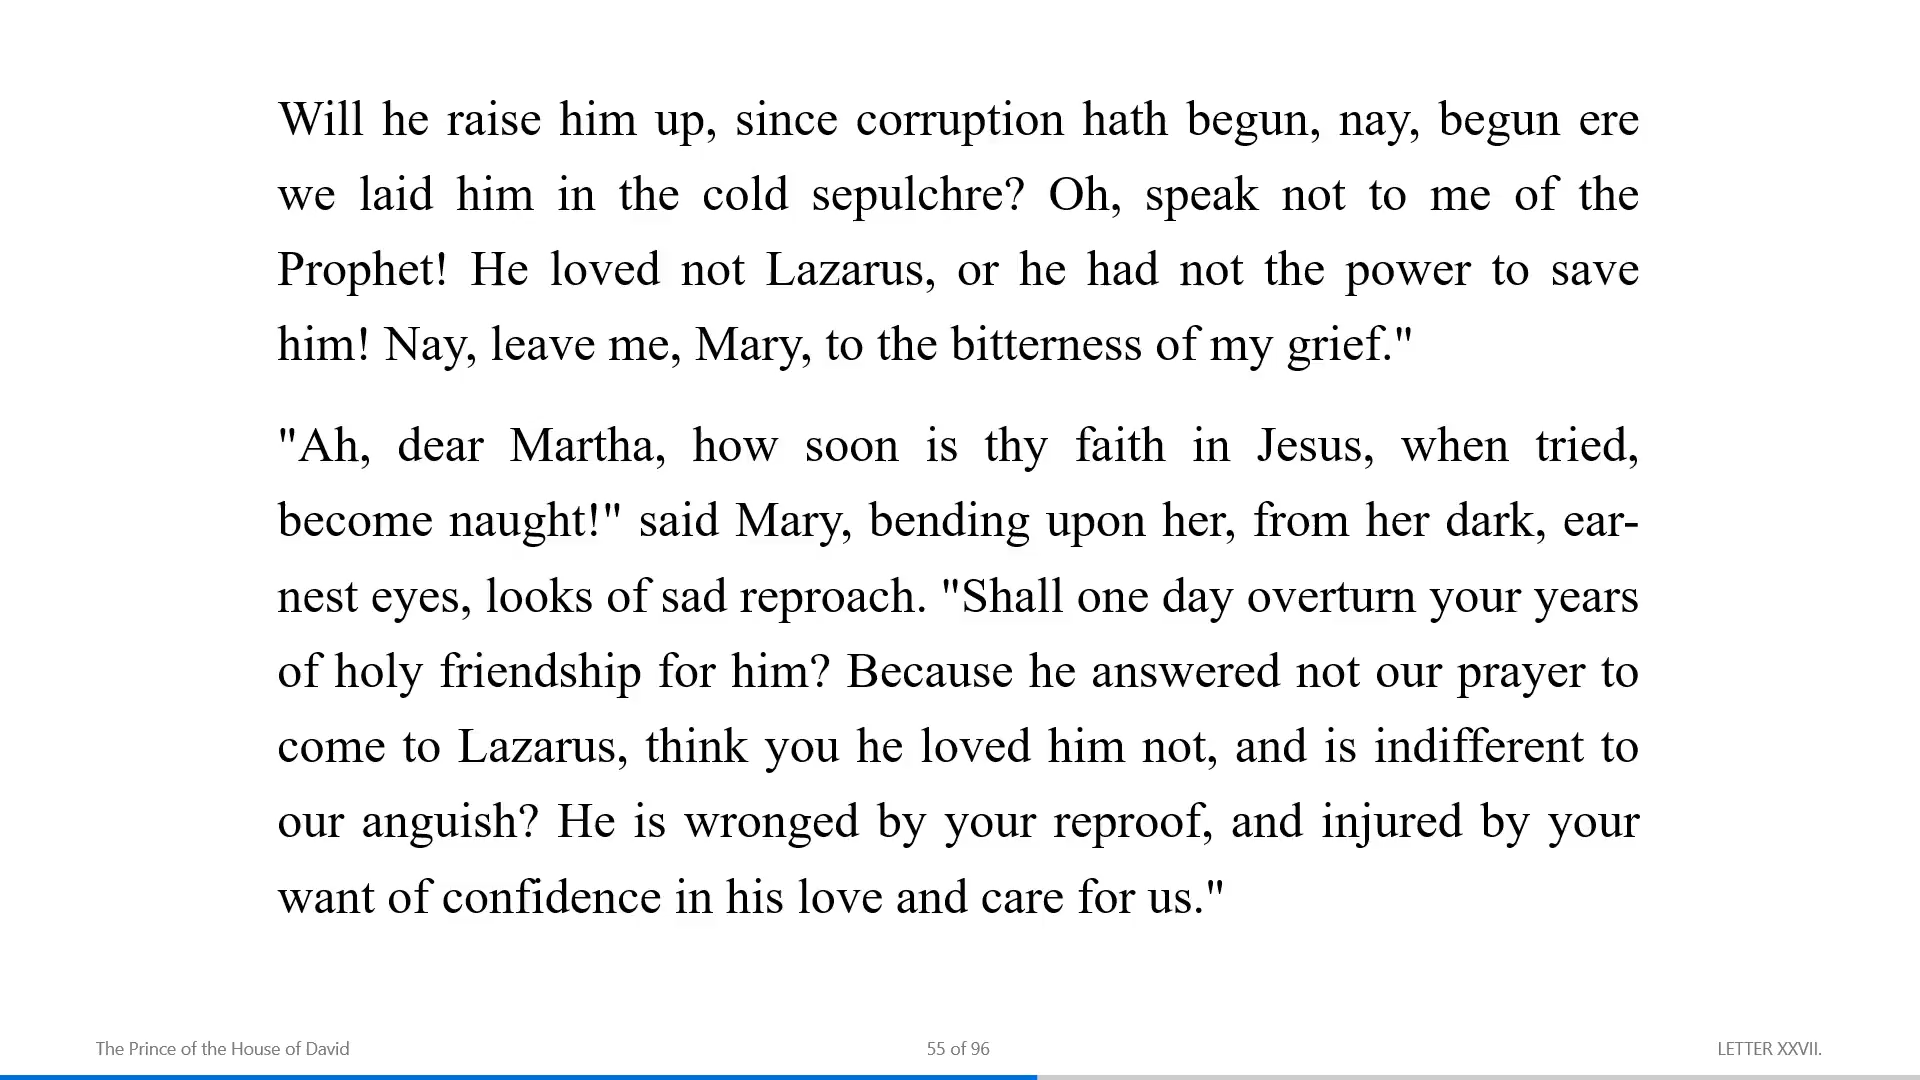 Will he raise him up, since corruption hath begun, nay, begun ere
we laid him in the cold sepulchre? Oh, speak not to me of the
Prophet! He loved not Lazarus, or he had not the power to save
him! Nay, leave me, Mary, to the bitterness of my grief."
"Ah, dear Martha, how soon is thy faith in Jesus, when tried,
become naught!" said Mary, bending upon her, from her dark, ear-
nest eyes, looks of sad reproach. "Shall one day overturn your years
of holy friendship for him? Because he answered not our prayer to
come to Lazarus, think you he loved him not, and is indifferent to
our anguish? He is wronged by your reproof, and injured by your
want of confidence in his love and care for us."
The Prince of the House of David
55 of 96
LETTER XXVII.